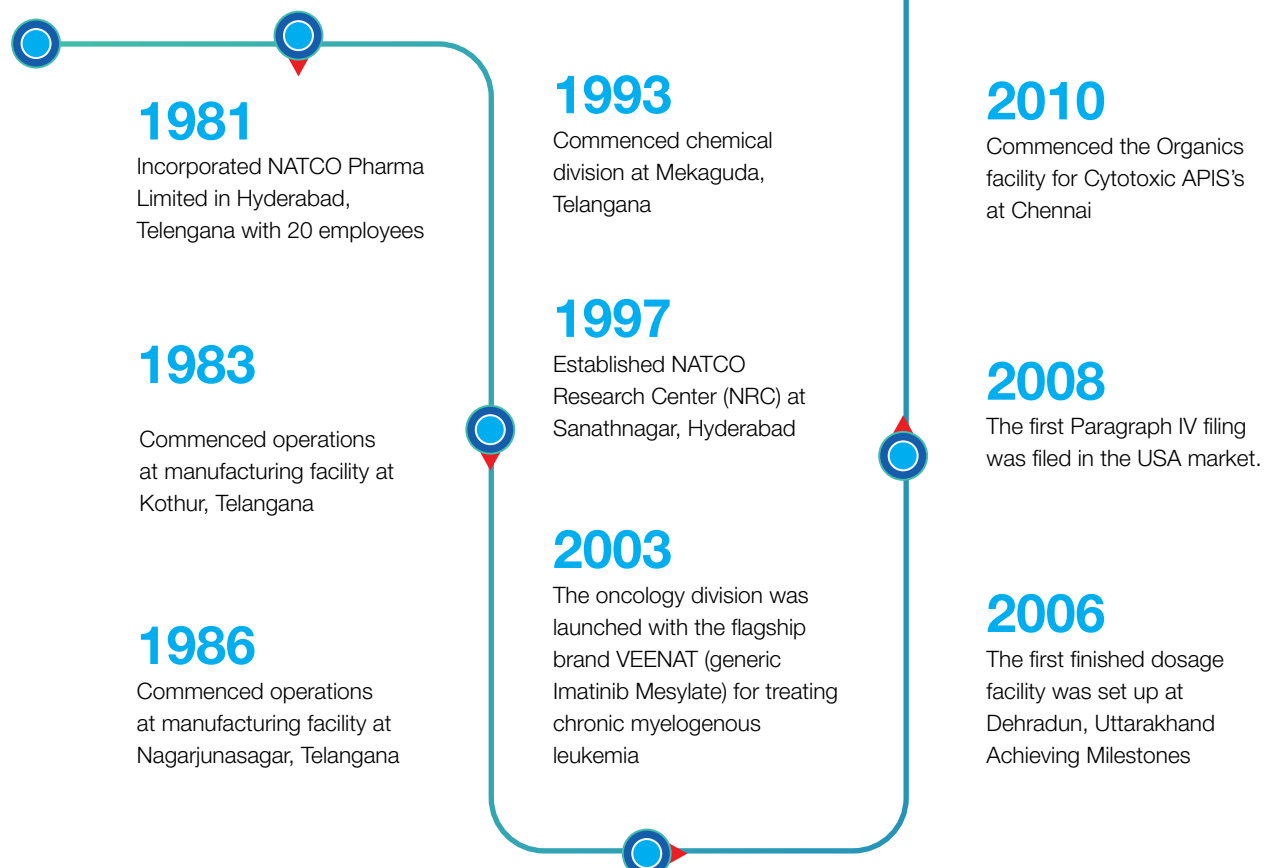 1981
Incorporated NATCO Pharma
Limited in Hyderabad,
Telengana with 20 employees
1983
Commenced operations
at manufacturing facility at
Kothur, Telangana
1986
Commenced operations
at manufacturing facility at
Nagarjunasagar, Telangana
1993
Commenced chemical
division at Mekaguda,
Telangana
1997
Established NATCO
Research Center (NRC) at
Sanathnagar, Hyderabad
2003
The oncology division was
launched with the flagship
brand VEENAT (generic
Imatinib Mesylate) for treating
chronic myelogenous
leukemia
2010
Commenced the Organics
facility for Cytotoxic APIS’s
at Chennai
2008
The first Paragraph IV filing
was filed in the USA market.
2006
The first finished dosage
facility was set up at
Dehradun, Uttarakhand
Achieving Milestones